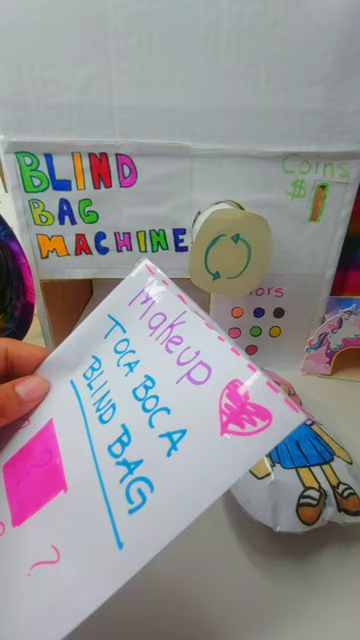 BLIND
BAG
MACHINE
Coins
$
Makeup
TOCA BOCA
BLIND BAG
?
?